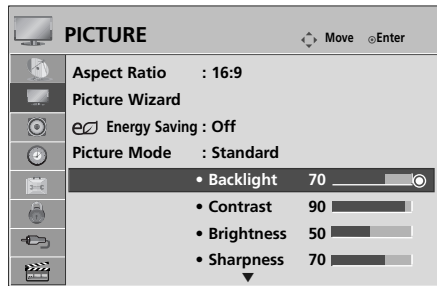 PICTURE
Move Enter
Aspect Ratio : 16:9
Picture Wizard
Energy Saving : Off
Picture Mode : Standard
• Backlight 70
• Contrast 90
• Brightness 50
• Sharpness 70